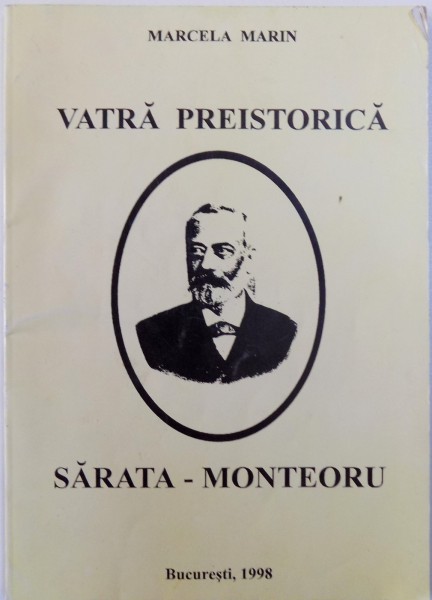 MARCELA MARIN
VATRĂ PREISTORICĂ
SĂRATA - MONTEORU
București, 1998